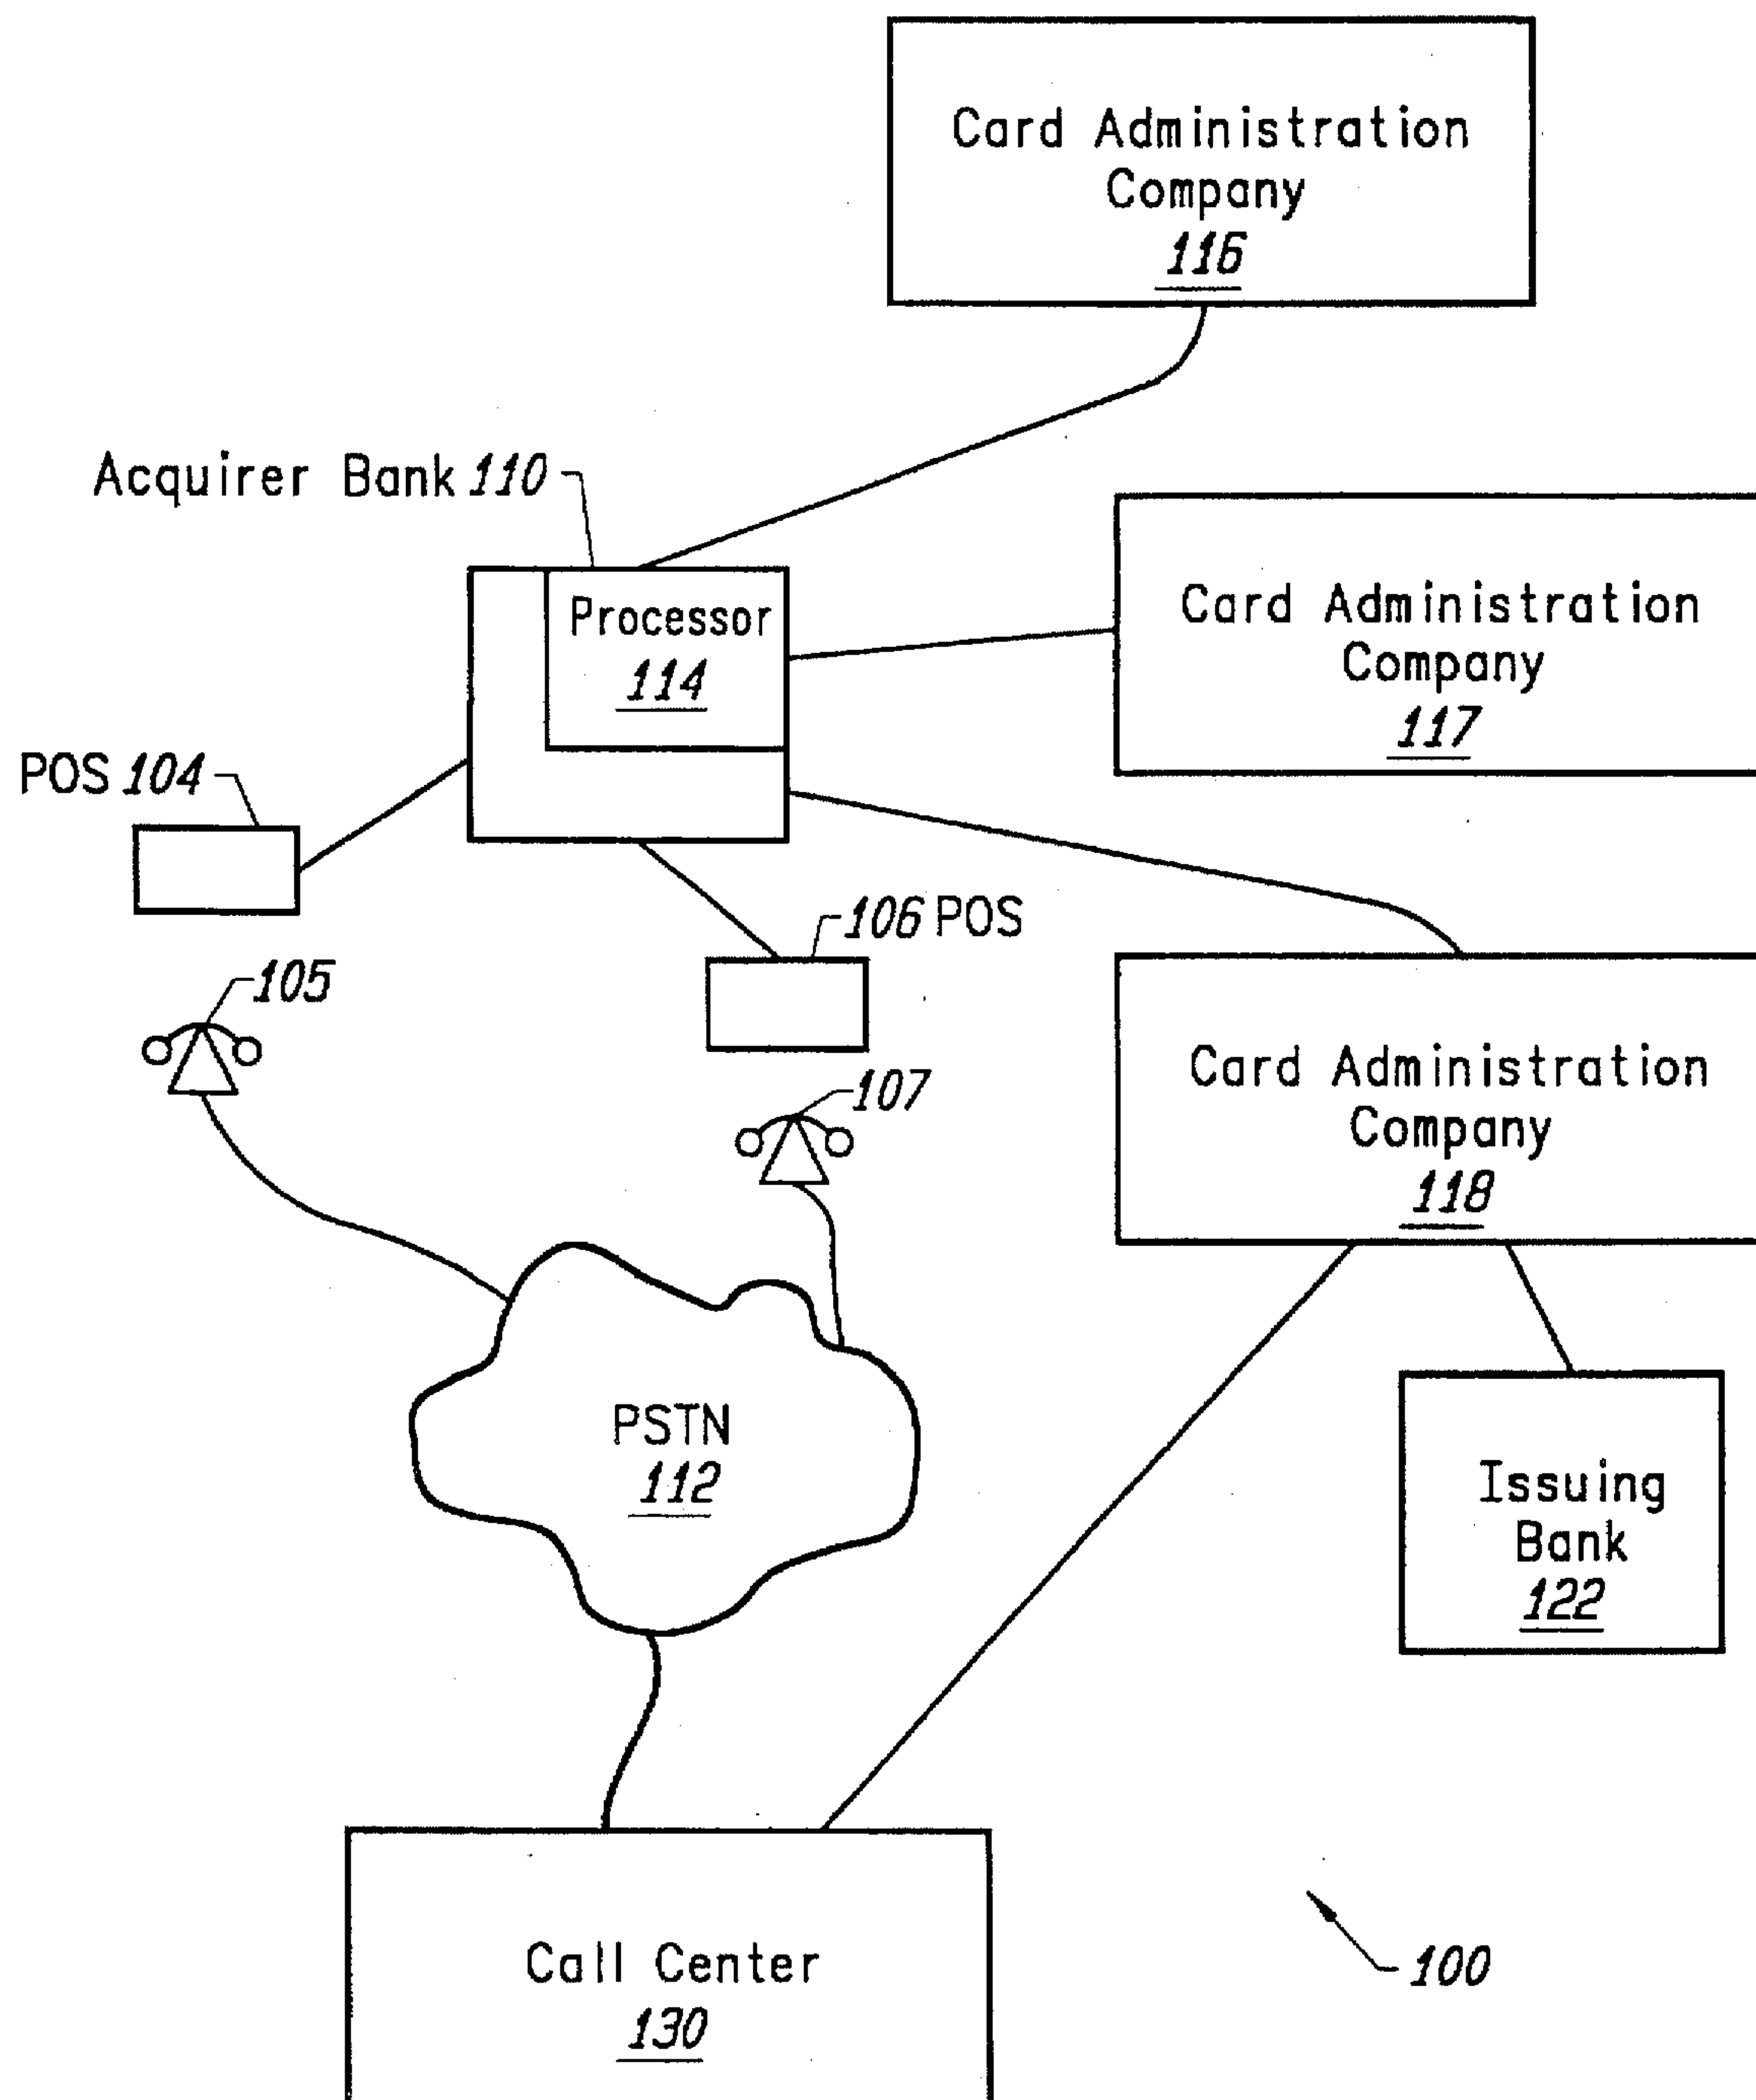 Card Administration
Company
116
Acquirer Bank 110
Processor
114
Card Administration
Company
117
POS 104
106 POS
105
107
Card Administration
Company
118
PSTN
112
Issuing
Bank
122
Call Center
130
100